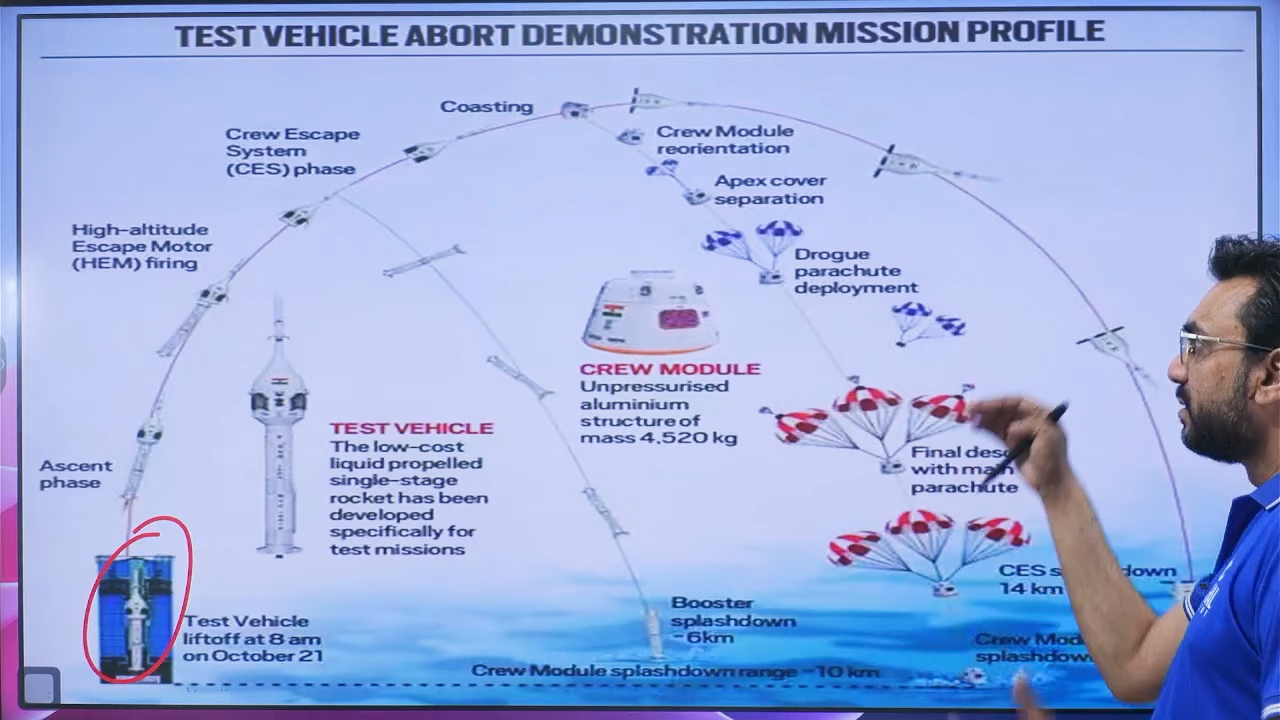 TEST VEHICLE ABORT DEMONSTRATION MISSION PROFILE
Coasting
Crew Escape
System
(CES) phase
Crew Module
reorientation
Apex cover
separation
High-altitude
Escape Motor
(HEM) firing
Drogue
parachute
deployment
CREW MODULE
Unpressurised
aluminium
structure of
mass 4,520 kg
TEST VEHICLE
The low-cost
liquid propelled
single-stage
rocket has been
developed
specifically for
test missions
Ascent
phase
Final
with main
parachute
CES
14 km
Test Vehicle
liftoff at 8 am
on October 21
Booster
splashdown
~6km
Crew
Crew Module splashdown range ~10 km